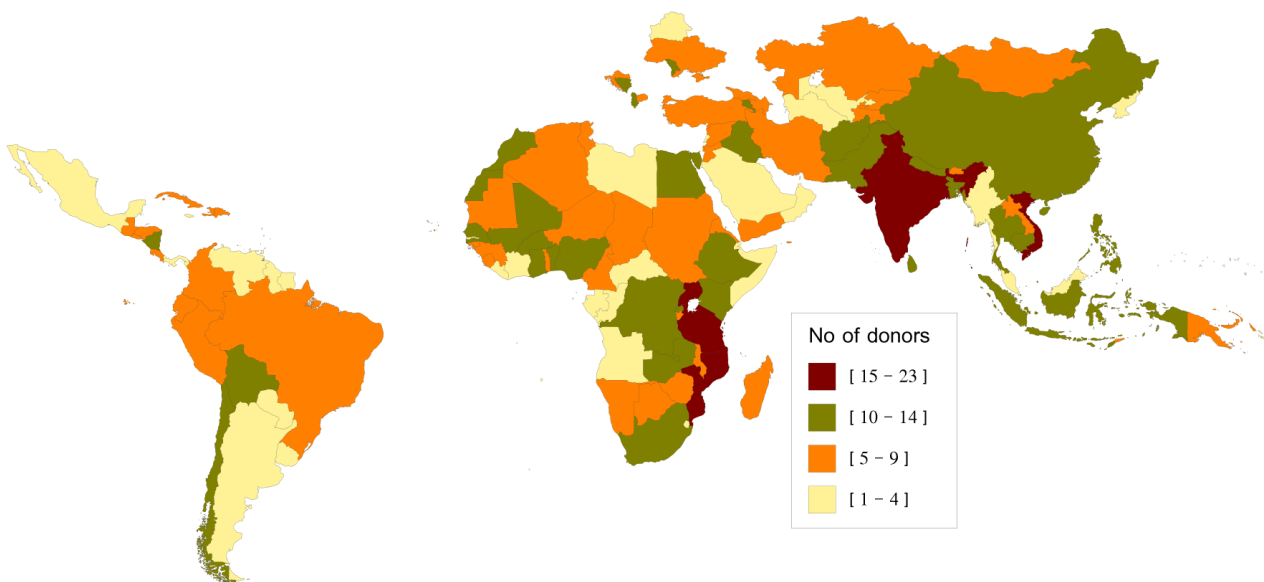 No of donors
[ 15 – 23 ]
[ 10 – 14 ]
[ 5 – 9 ]
[ 1 – 4 ]